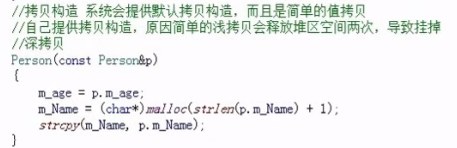 //拷贝构造 系统会提供默认拷贝构造，而且是简单的值拷贝
//自己提供拷贝构造，原因简单的浅拷贝会释放堆区空间两次，导致挂掉
//深拷贝
Person(const Person&p)
{
m_age = p.m_age;
m_Name = (char*)malloc(strlen(p.m_Name) + 1);
strcpy(m_Name, p.m_Name);
}